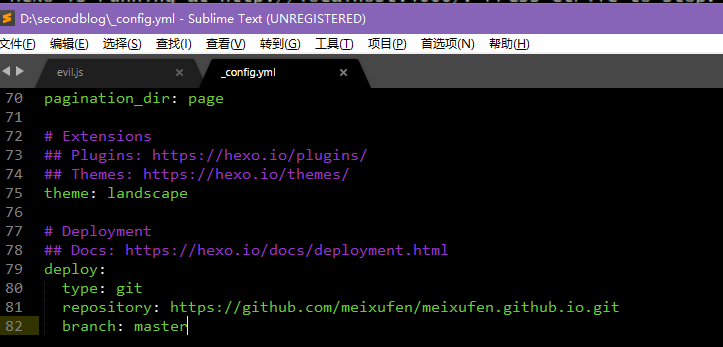 D:\secondblog\_config.yml - Sublime Text (UNREGISTERED)
文件(F) 编辑(E) 选择(S) 查找(I) 查看(V) 转到(G) 工具(T) 项目(P) 首选项(N) 帮助(H)
evil.js × _config.yml ×
70 pagination_dir: page
71
72 # Extensions
73 ## Plugins: https://hexo.io/plugins/
74 ## Themes: https://hexo.io/themes/
75 theme: landscape
76
77 # Deployment
78 ## Docs: https://hexo.io/docs/deployment.html
79 deploy:
80   type: git
81   repository: https://github.com/meixufen/meixufen.github.io.git
82   branch: master